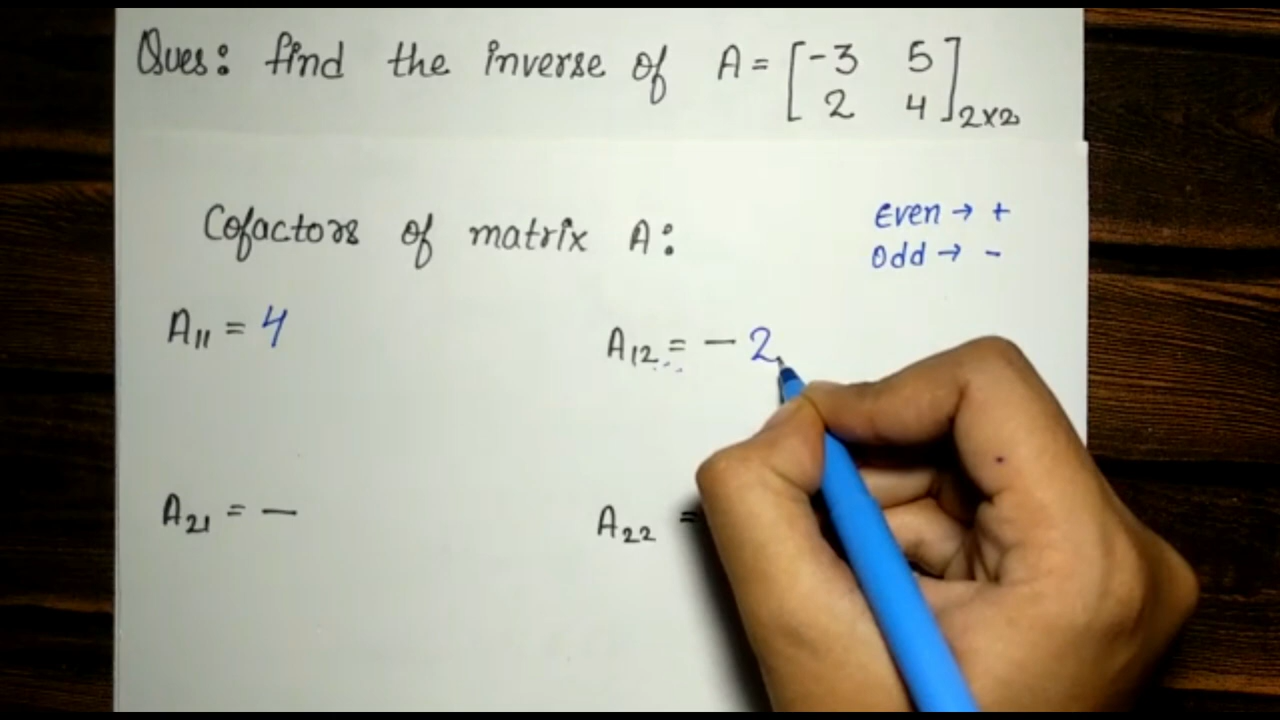 Ques: find the inverse of A = [ -3 5
2 4 ]2x2
Cofactors of matrix A:
Even → +
Odd → -
A11 = 4
A12 = - 2
A21 = -
A22 =